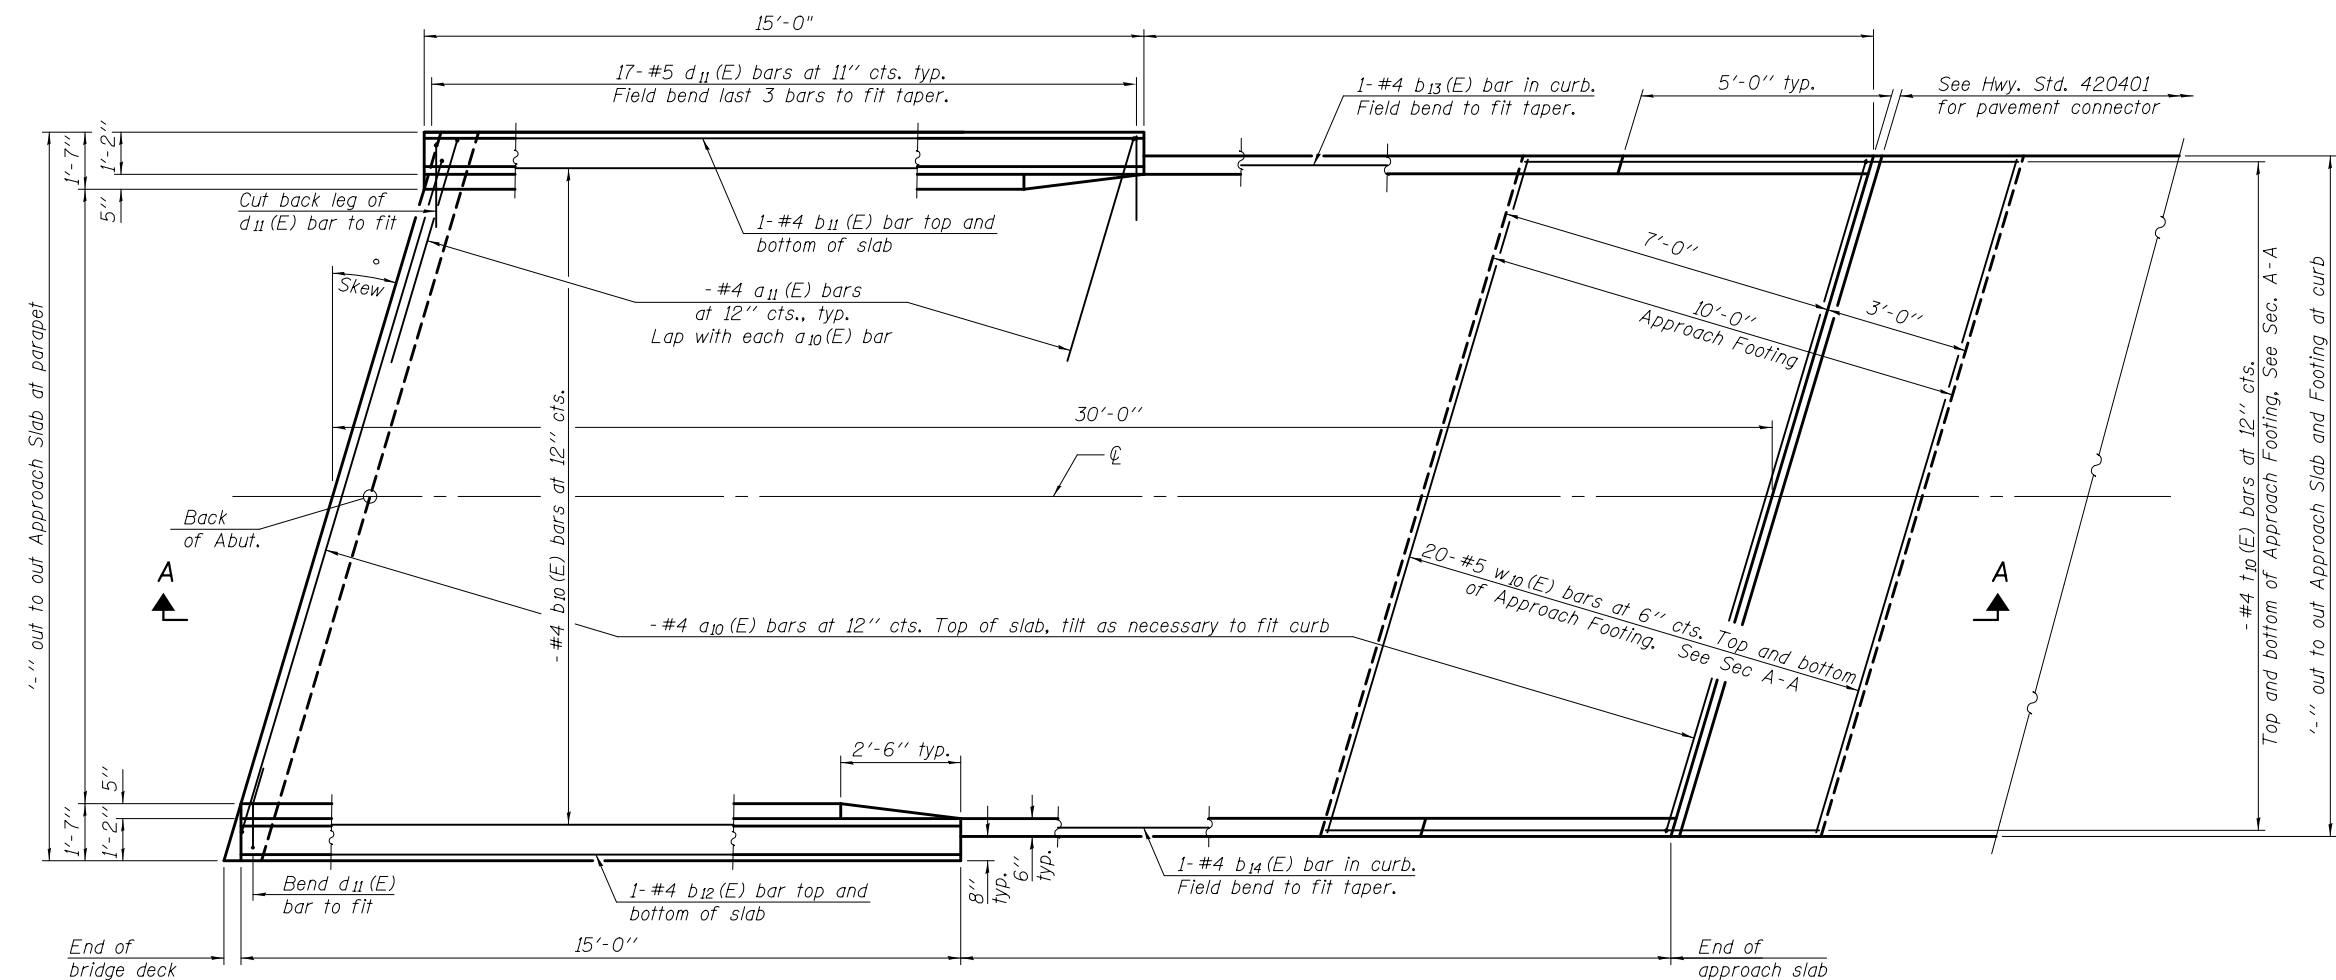 15'-0"
17-#5 d11(E) bars at 11" cts. typ.
Field bend last 3 bars to fit taper.
1-#4 b13(E) bar in curb.
Field bend to fit taper.
5'-0" typ.
See Hwy. Std. 420401
for pavement connector
1'-7"
1'-2"
5"
Cut back leg of
d11(E) bar to fit
1-#4 b11(E) bar top and
bottom of slab
°
Skew
-#4 a11(E) bars
at 12" cts., typ.
Lap with each a10(E) bar
7'-0"
10'-0"
Approach Footing
3'-0"
'-" out to out Approach Slab at parapet
-#4 b10(E) bars at 12" cts.
30'-0"
℄
Back
of Abut.
A
A
20-#5 w10(E) bars at 6" cts. Top and bottom
of Approach Footing. See Sec A-A
-#4 a10(E) bars at 12" cts. Top of slab, tilt as necessary to fit curb
-#4 t10(E) bars at 12" cts.
Top and bottom of Approach Footing, See Sec. A-A
'-" out to out Approach Slab and Footing at curb
2'-6" typ.
5"
1'-7"
1'-2"
Bend d11(E)
bar to fit
1-#4 b12(E) bar top and
bottom of slab
8"
typ.
6"
typ.
1-#4 b14(E) bar in curb.
Field bend to fit taper.
End of
bridge deck
15'-0"
End of
approach slab